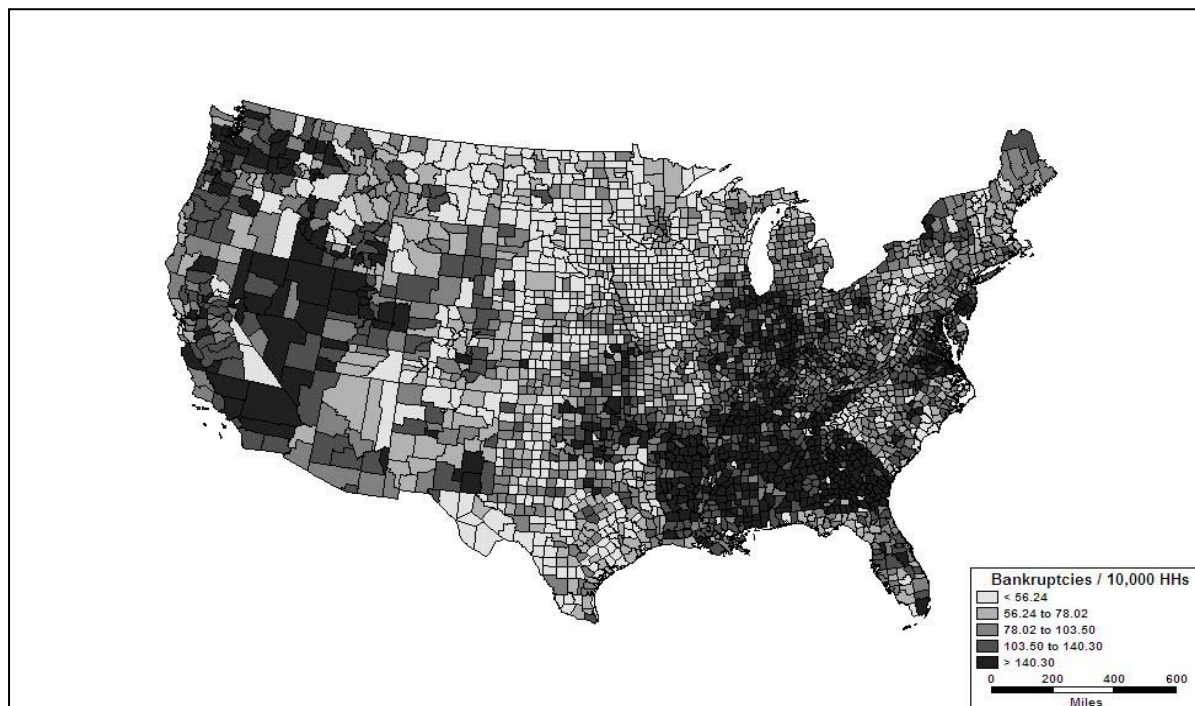 Bankruptcies / 10,000 HHs
< 56.24
56.24 to 78.02
78.02 to 103.50
103.50 to 140.30
> 140.30
0 200 400 600
Miles